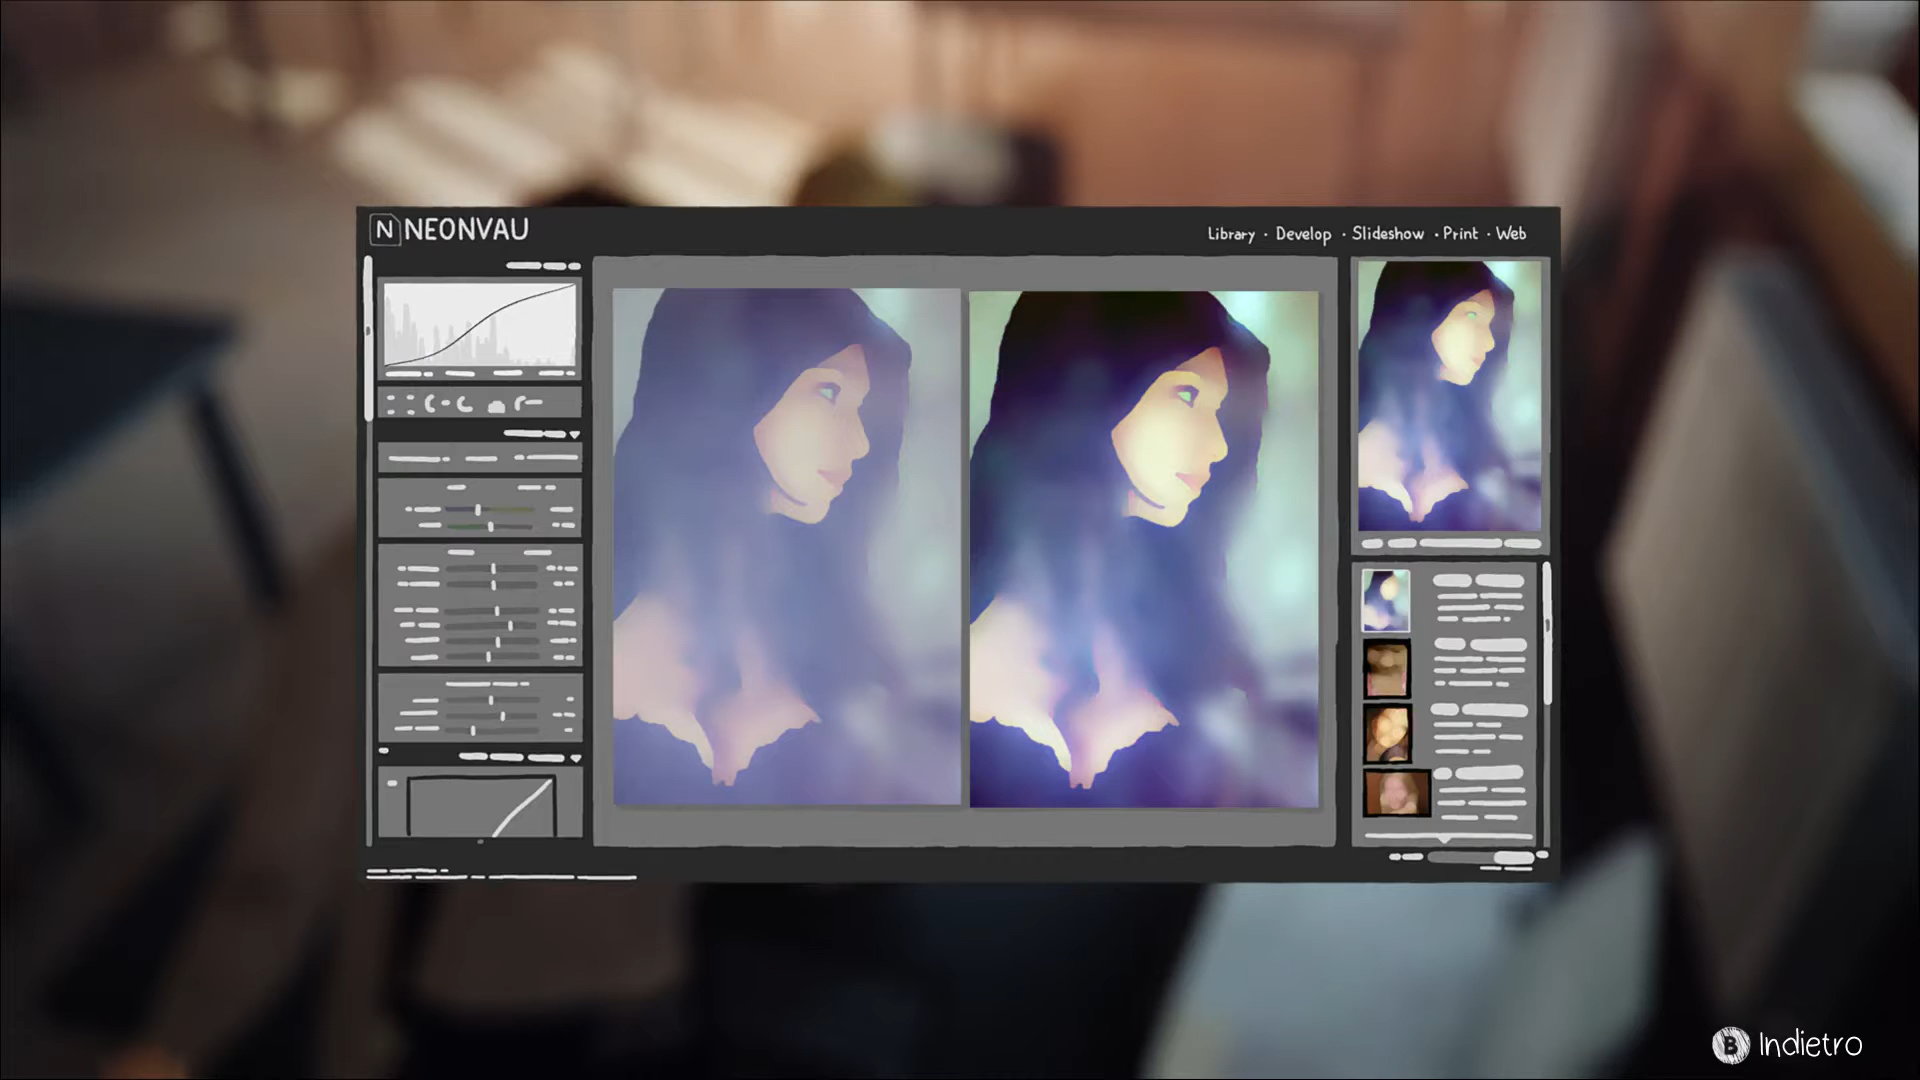 N NEONVAU
Library · Develop · Slideshow · Print · Web
B Indietro